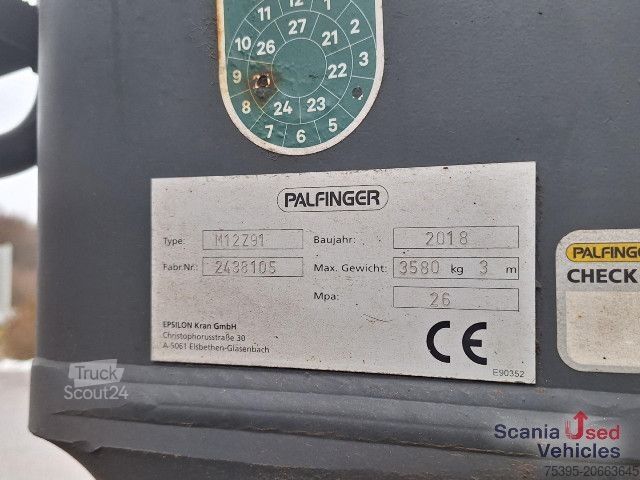 12 1
11 2
10 3
9
8
7 6 5
27
26 21
22
24 23
PALFINGER
Type: M12Z91 Baujahr: 2018
Fabr.Nr.: 2438105 Max. Gewicht: 3580 kg 3 m
Mpa: 26
EPSILON Kran GmbH
Christophorusstraße 30
A-5061 Elsbethen-Glasenbach
CE
E90352
PALFINGER
CHECK
Truck
Scout24
Scania Used
Vehicles
75395-20663645